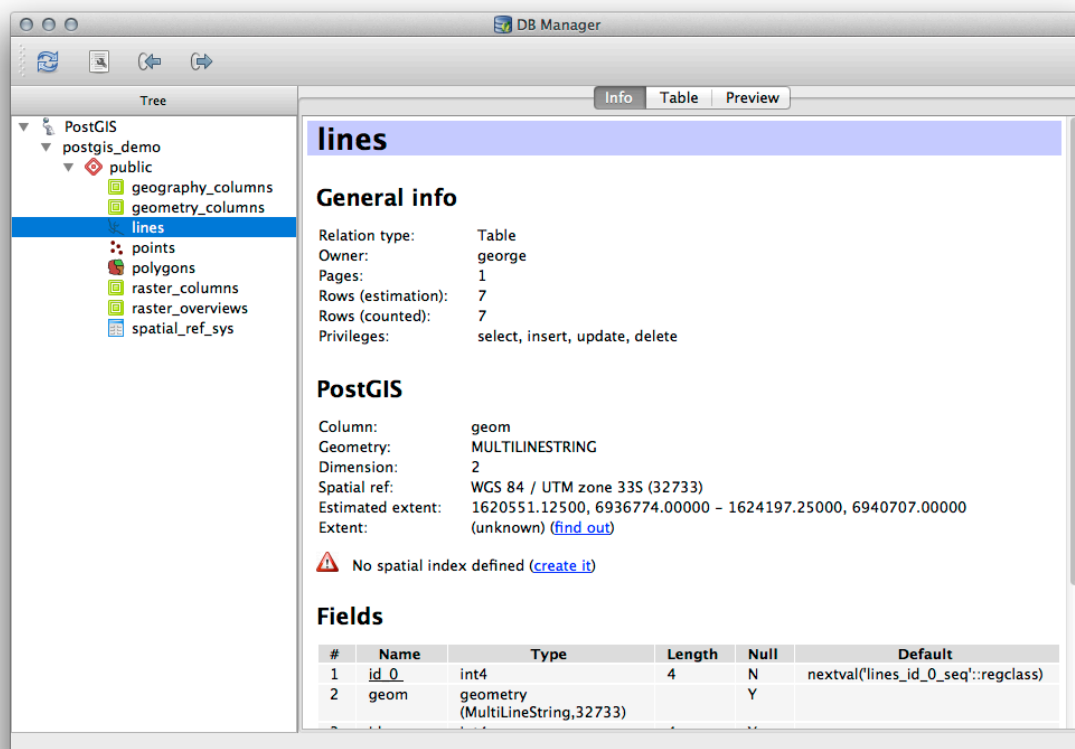 DB Manager
Tree
Info Table Preview
PostGIS
postgis_demo
public
geography_columns
geometry_columns
lines
points
polygons
raster_columns
raster_overviews
spatial_ref_sys
lines
General info
Relation type: Table
Owner: george
Pages: 1
Rows (estimation): 7
Rows (counted): 7
Privileges: select, insert, update, delete
PostGIS
Column: geom
Geometry: MULTILINESTRING
Dimension: 2
Spatial ref: WGS 84 / UTM zone 33S (32733)
Estimated extent: 1620551.12500, 6936774.00000 - 1624197.25000, 6940707.00000
Extent: (unknown) (find out)
No spatial index defined (create it)
Fields
# Name Type Length Null Default
1 id_0 int4 4 N nextval('lines_id_0_seq'::regclass)
2 geom geometry Y
(MultiLineString,32733)